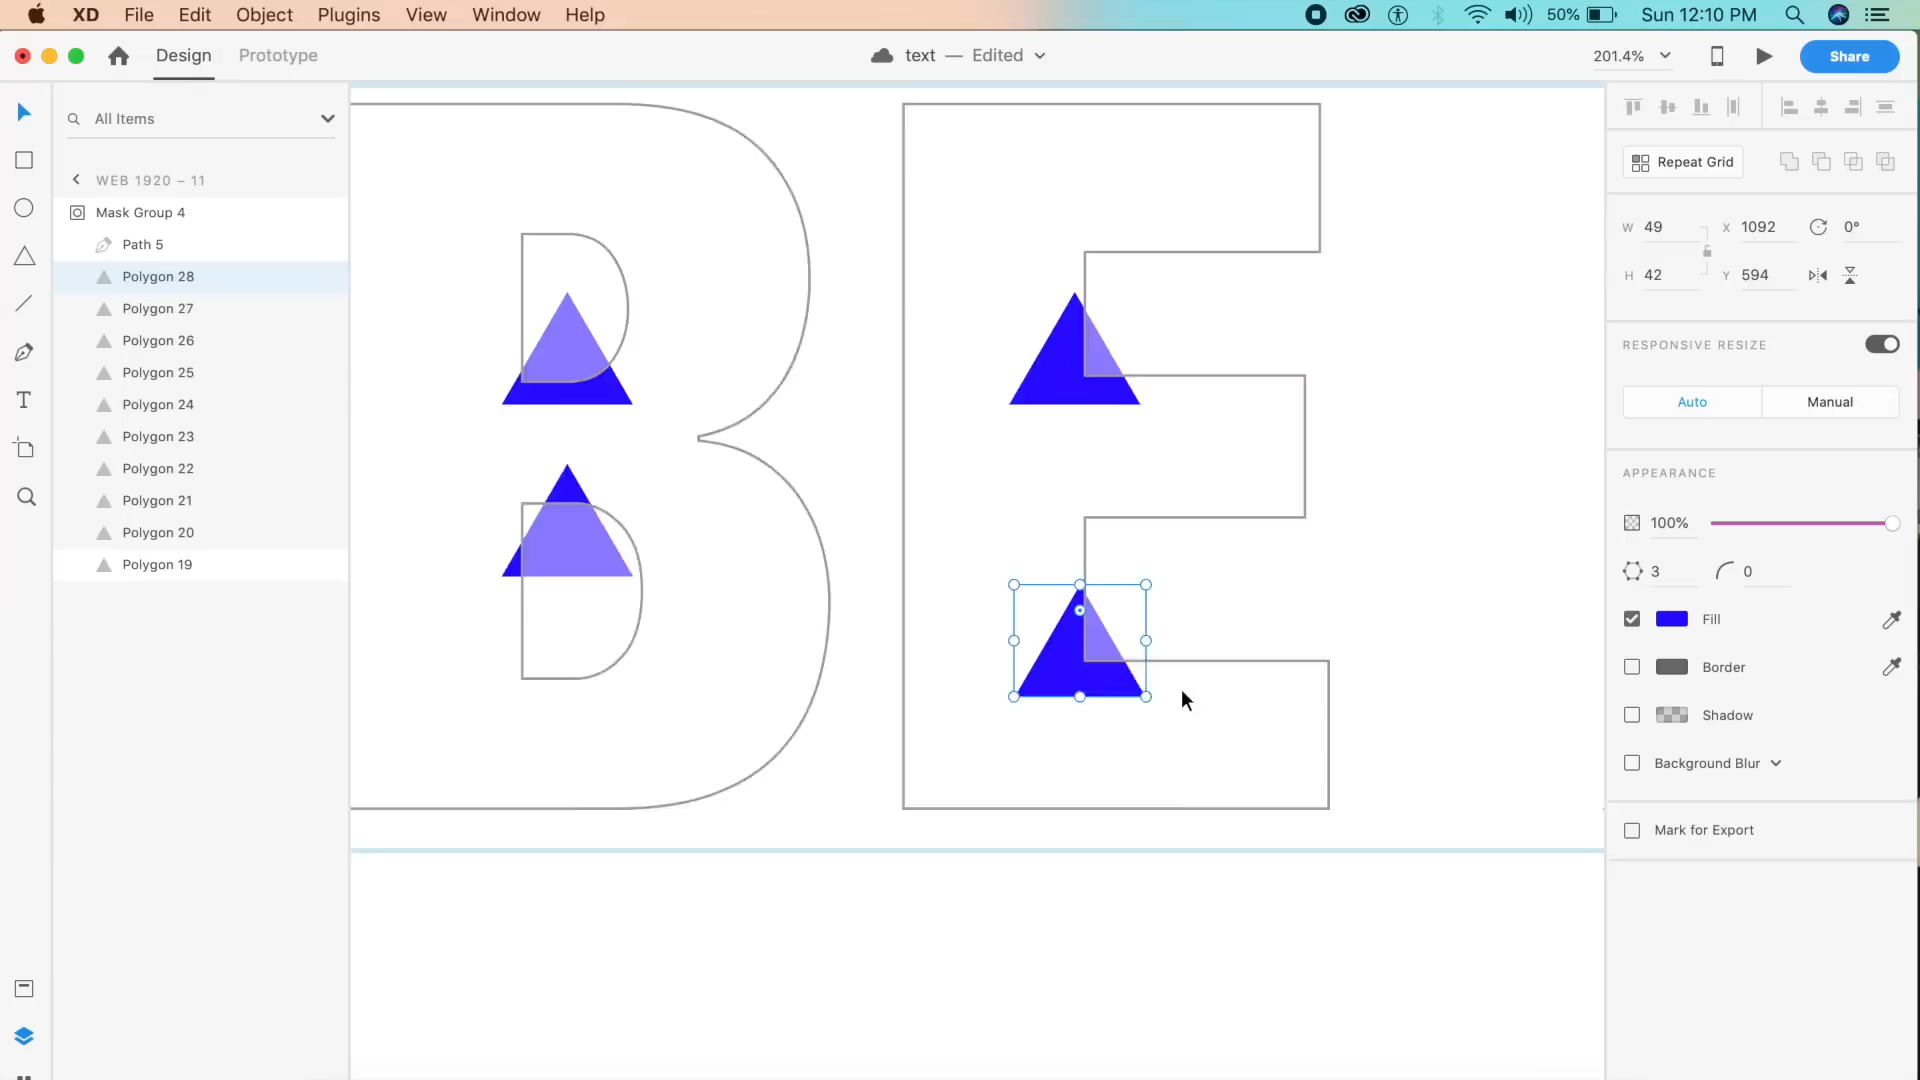 XD File Edit Object Plugins View Window Help 50% Sun 12:10 PM
Design Prototype text — Edited 201.4% Share
All Items
WEB 1920 – 11
Mask Group 4
Path 5
Polygon 28
Polygon 27
Polygon 26
Polygon 25
Polygon 24
Polygon 23
Polygon 22
Polygon 21
Polygon 20
Polygon 19
T
BE
Repeat Grid
W 49 X 1092 0°
H 42 Y 594
RESPONSIVE RESIZE
Auto Manual
APPEARANCE
100%
3 0
Fill
Border
Shadow
Background Blur
Mark for Export